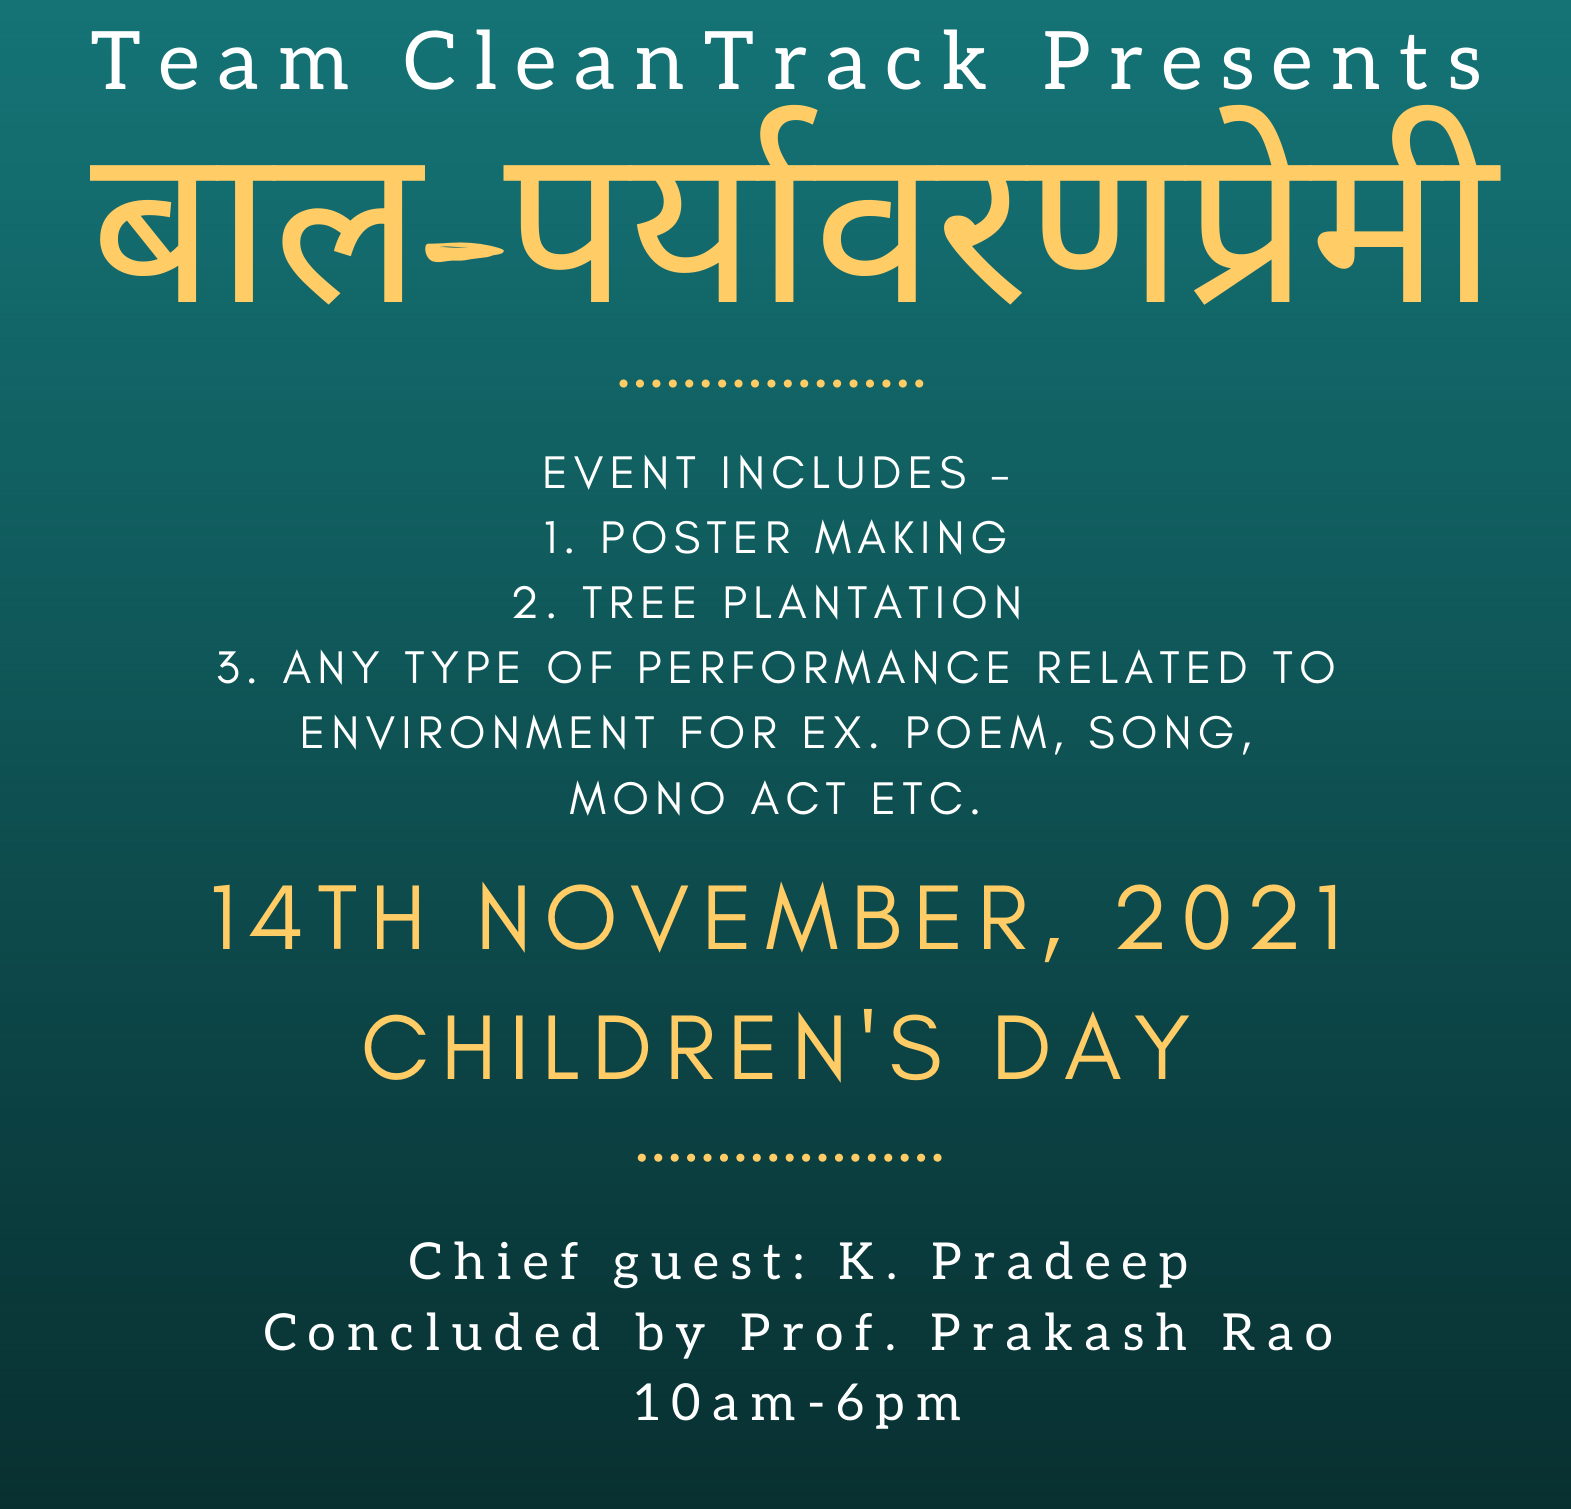 Team CleanTrack Presents
बाल-पर्यावरणप्रेमी
EVENT INCLUDES -
1. POSTER MAKING
2. TREE PLANTATION
3. ANY TYPE OF PERFORMANCE RELATED TO
ENVIRONMENT FOR EX. POEM, SONG,
MONO ACT ETC.
14TH NOVEMBER, 2021
CHILDREN'S DAY
Chief guest: K. Pradeep
Concluded by Prof. Prakash Rao
10am-6pm